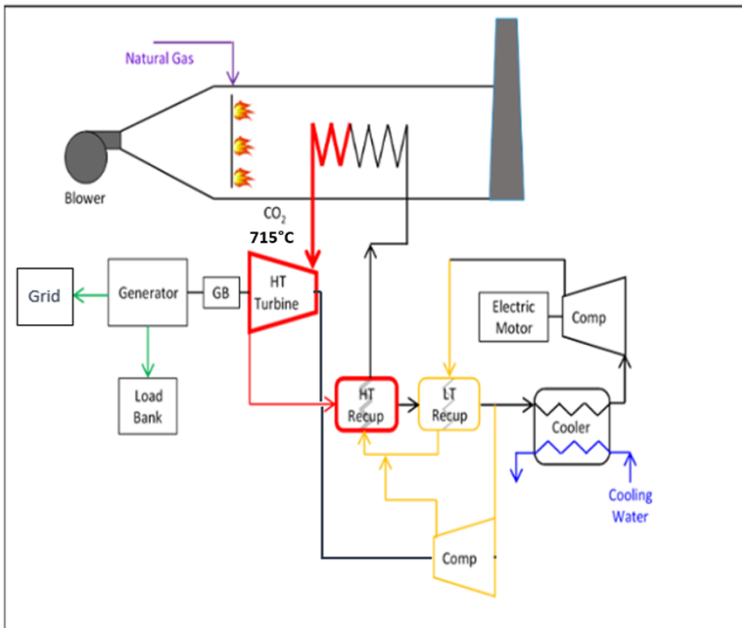 Natural Gas
Blower
CO₂
715°C
Grid
Generator
GB
HT
Turbine
Electric
Motor
Comp
Load
Bank
HT
Recup
LT
Recup
Cooler
Cooling
Water
Comp